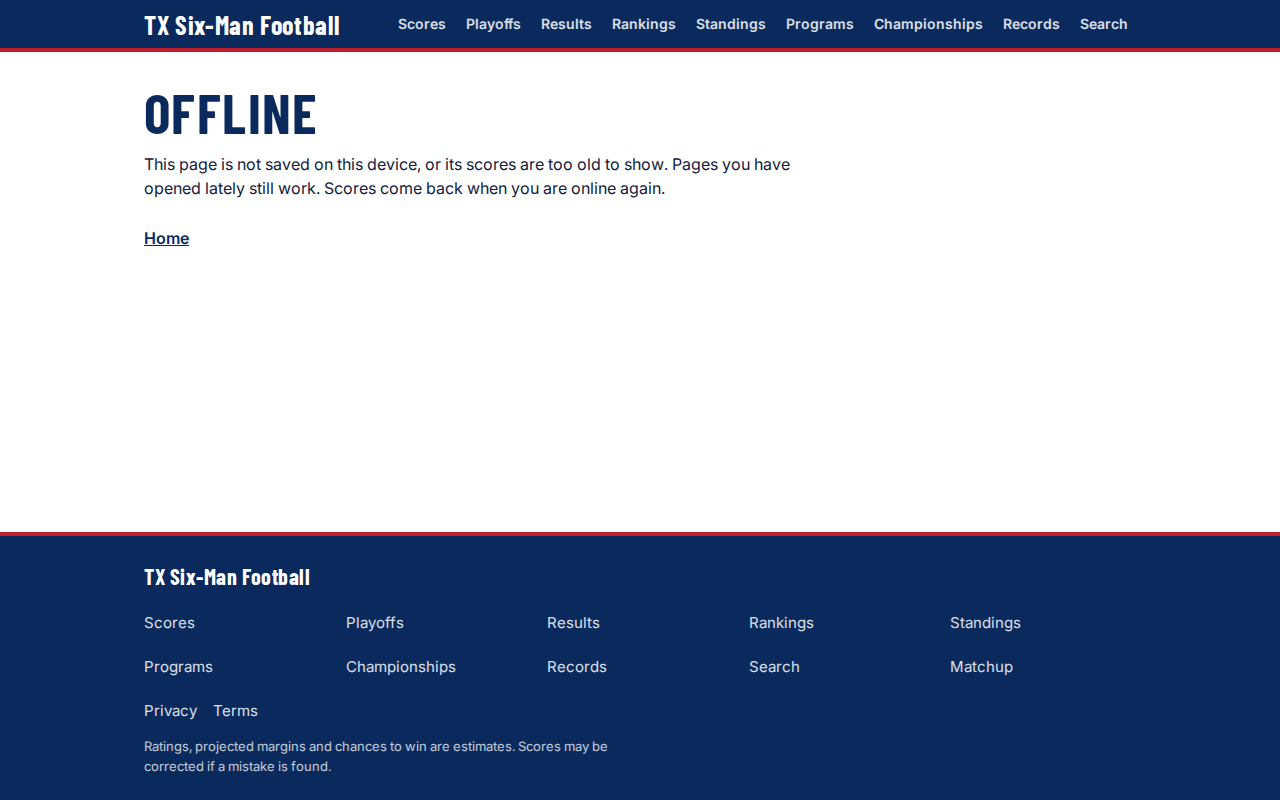 TX Six-Man Football
Scores Playoffs Results Rankings Standings Programs Championships Records Search
OFFLINE
This page is not saved on this device, or its scores are too old to show. Pages you have
opened lately still work. Scores come back when you are online again.
Home
TX Six-Man Football
Scores Playoffs Results Rankings Standings
Programs Championships Records Search Matchup
Privacy Terms
Ratings, projected margins and chances to win are estimates. Scores may be
corrected if a mistake is found.